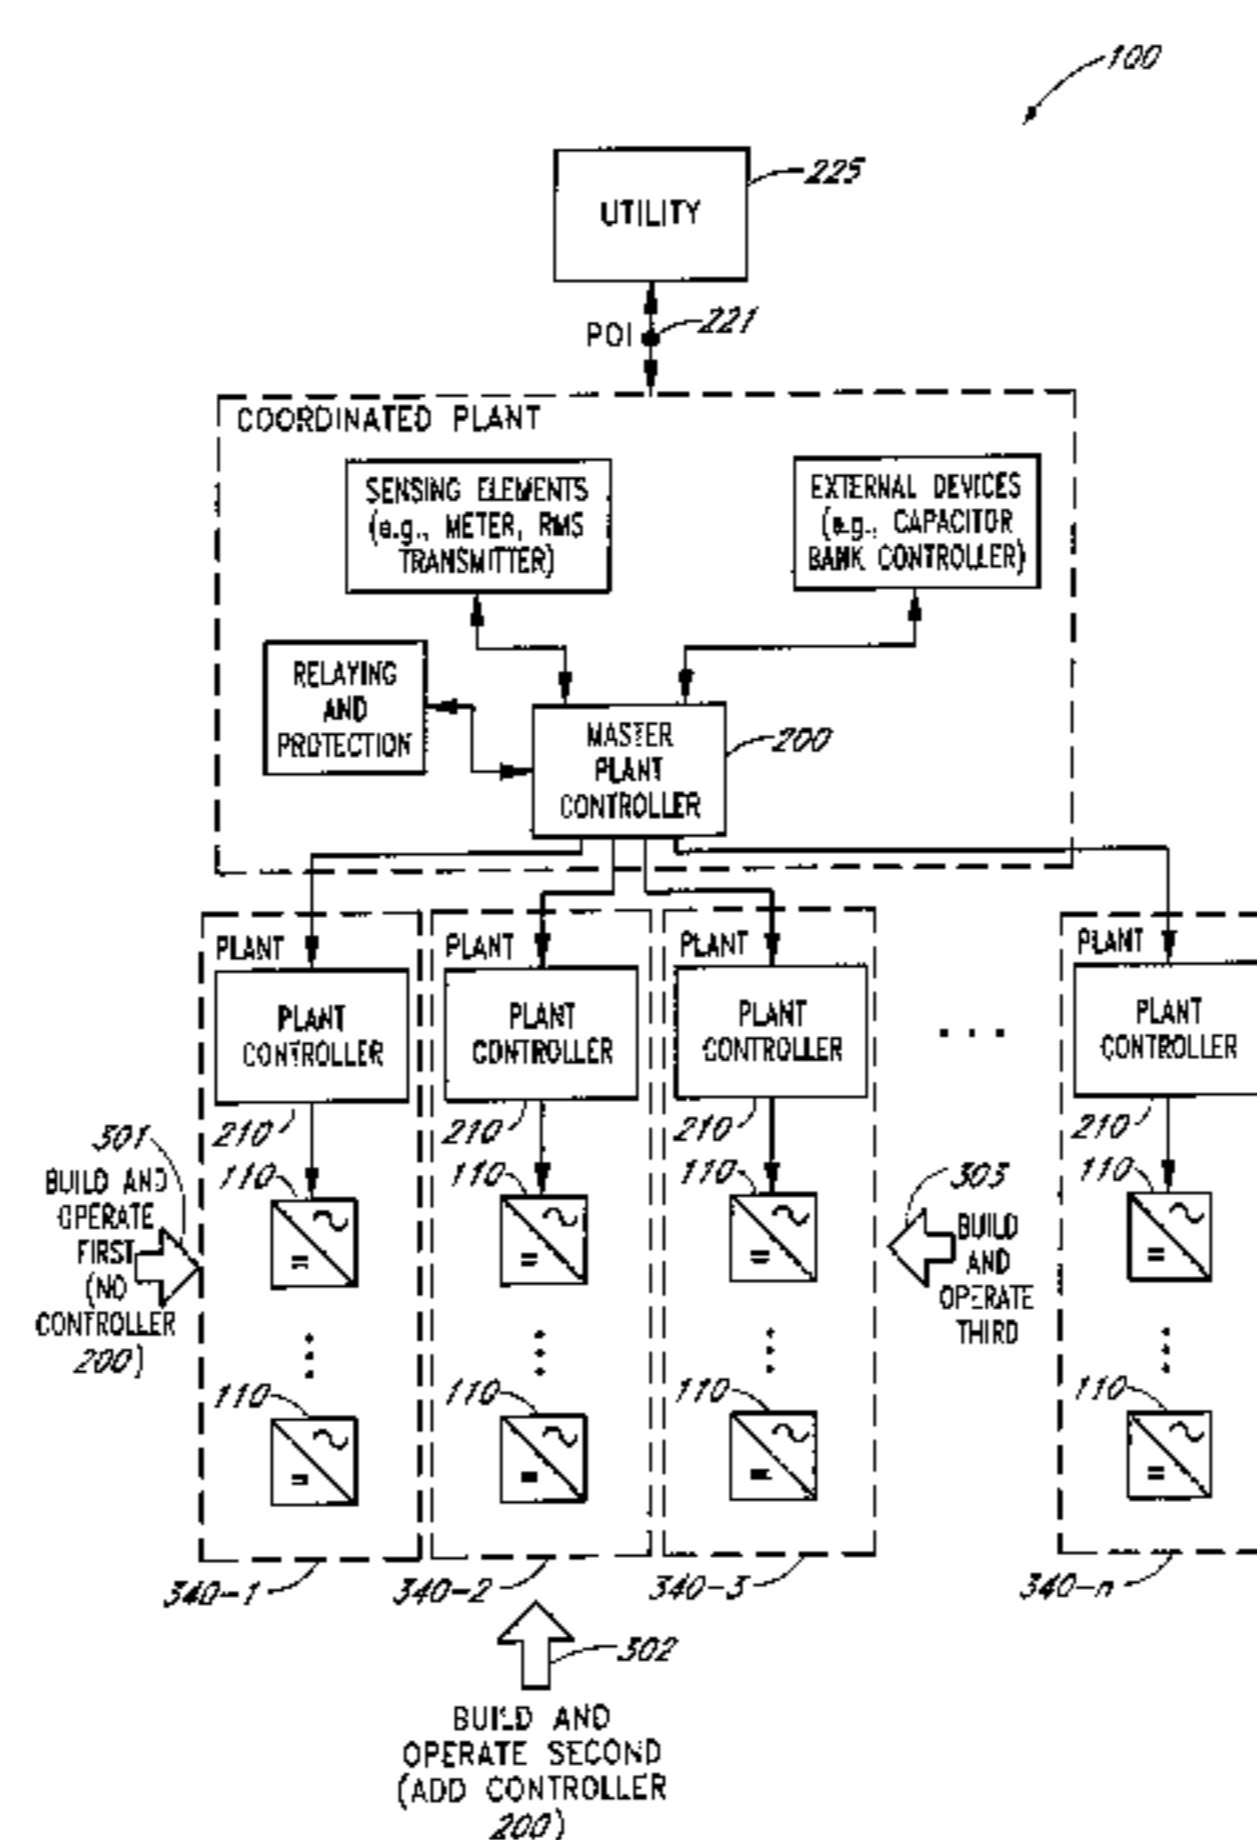 100
UTILITY
225
POI
221
COORDINATED PLANT
SENSING ELEMENTS
(e.g., METER, RMS
TRANSMITTER)
EXTERNAL DEVICES
(e.g., CAPACITOR
BANK CONTROLLER)
RELAYING
AND
PROTECTION
MASTER
PLANT
CONTROLLER
200
PLANT
PLANT
CONTROLLER
210
110
110
340-1
PLANT
PLANT
CONTROLLER
210
110
110
340-2
PLANT
PLANT
CONTROLLER
210
110
110
340-3
. . .
PLANT
PLANT
CONTROLLER
210
110
110
340-n
301
BUILD AND
OPERATE
FIRST
(NO
CONTROLLER
200)
303
BUILD
AND
OPERATE
THIRD
302
BUILD AND
OPERATE SECOND
(ADD CONTROLLER
200)